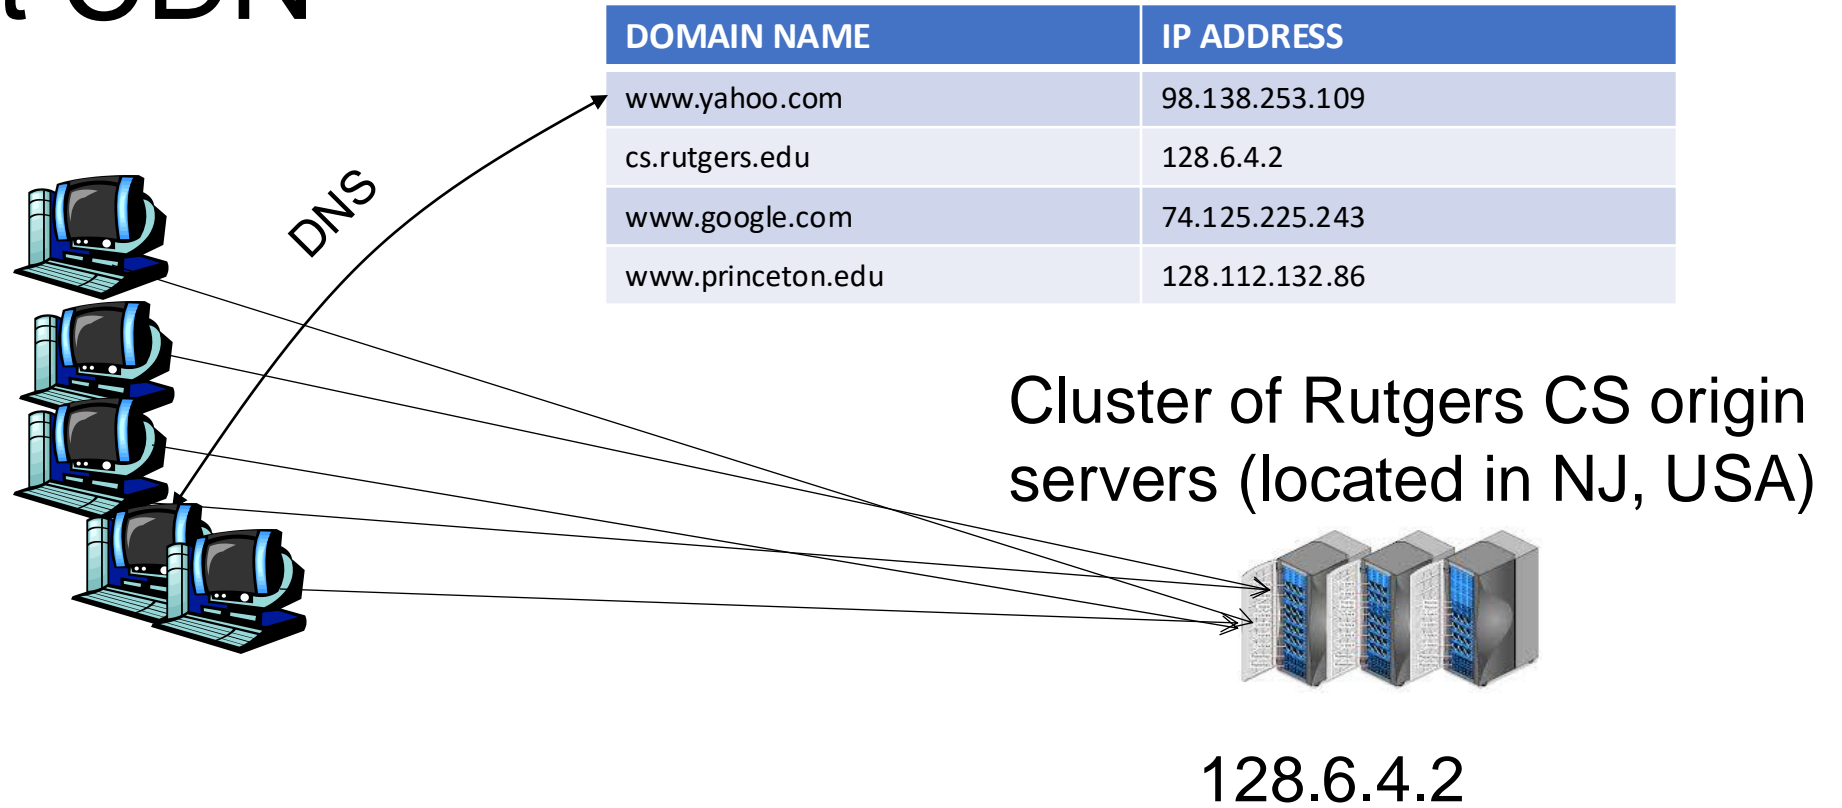 t CDN
DOMAIN NAME IP ADDRESS
www.yahoo.com 98.138.253.109
cs.rutgers.edu 128.6.4.2
www.google.com 74.125.225.243
www.princeton.edu 128.112.132.86
DNS
Cluster of Rutgers CS origin
servers (located in NJ, USA)
128.6.4.2